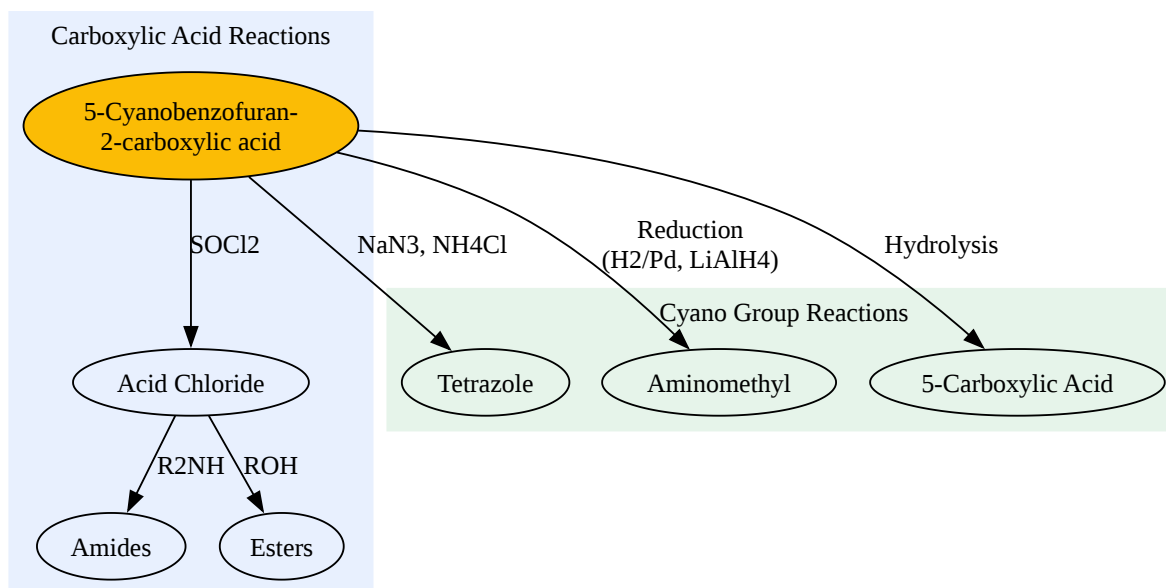 Carboxylic Acid Reactions
5-Cyanobenzofuran-
2-carboxylic acid
SOCl2
NaN3, NH4Cl
Reduction
(H2/Pd, LiAlH4)
Hydrolysis
Cyano Group Reactions
Acid Chloride
Tetrazole
Aminomethyl
5-Carboxylic Acid
R2NH
ROH
Amides
Esters